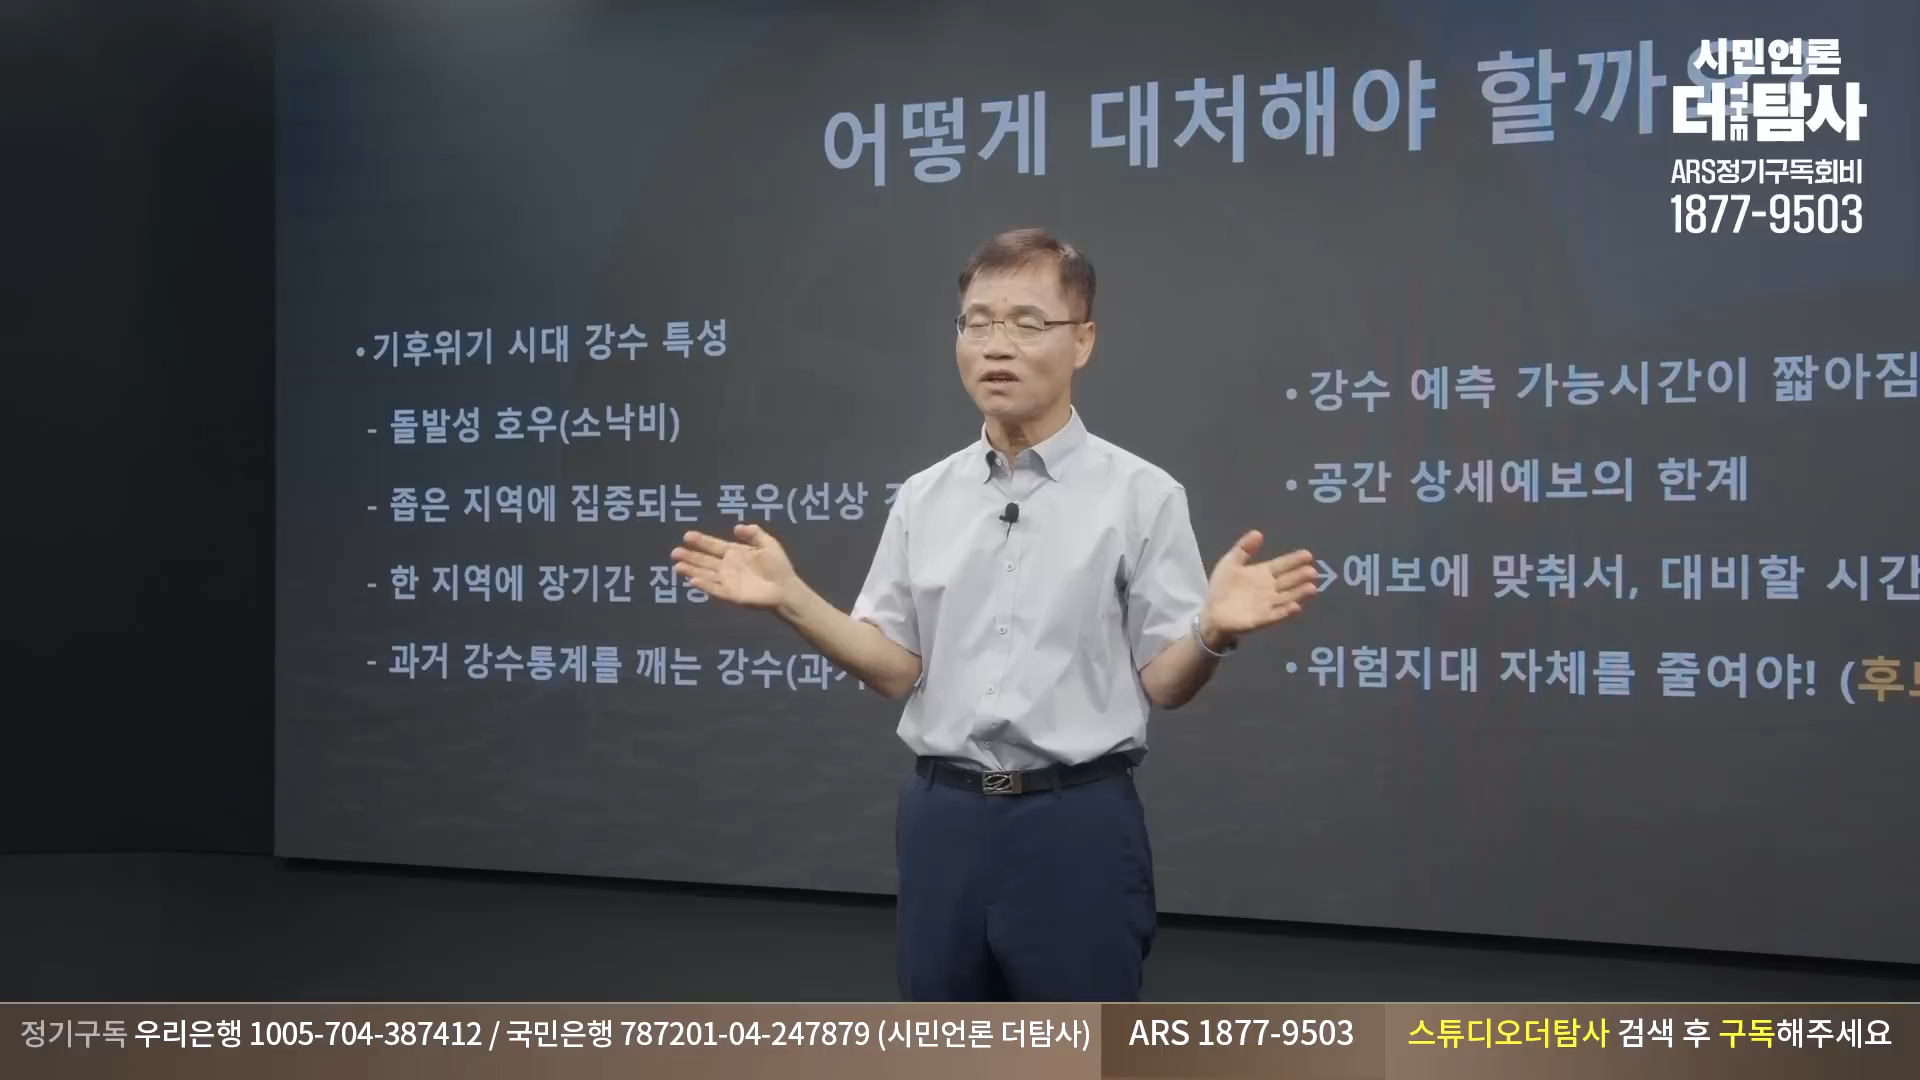 어떻게 대처해야 할까
시민언론
더탐사
ARS정기구독회비
1877-9503
•기후위기 시대 강수 특성
- 돌발성 호우(소낙비)
- 좁은 지역에 집중되는 폭우(선상
- 한 지역에 장기간
- 과거 강수통계를 깨는 강수(과거
•강수 예측 가능시간이 짧아짐
•공간 상세예보의 한계
→예보에 맞춰서, 대비할 시간
•위험지대 자체를 줄여야! (
정기구독 우리은행 1005-704-387412 / 국민은행 787201-04-247879 (시민언론 더탐사)
ARS 1877-9503
스튜디오더탐사 검색 후 구독해주세요